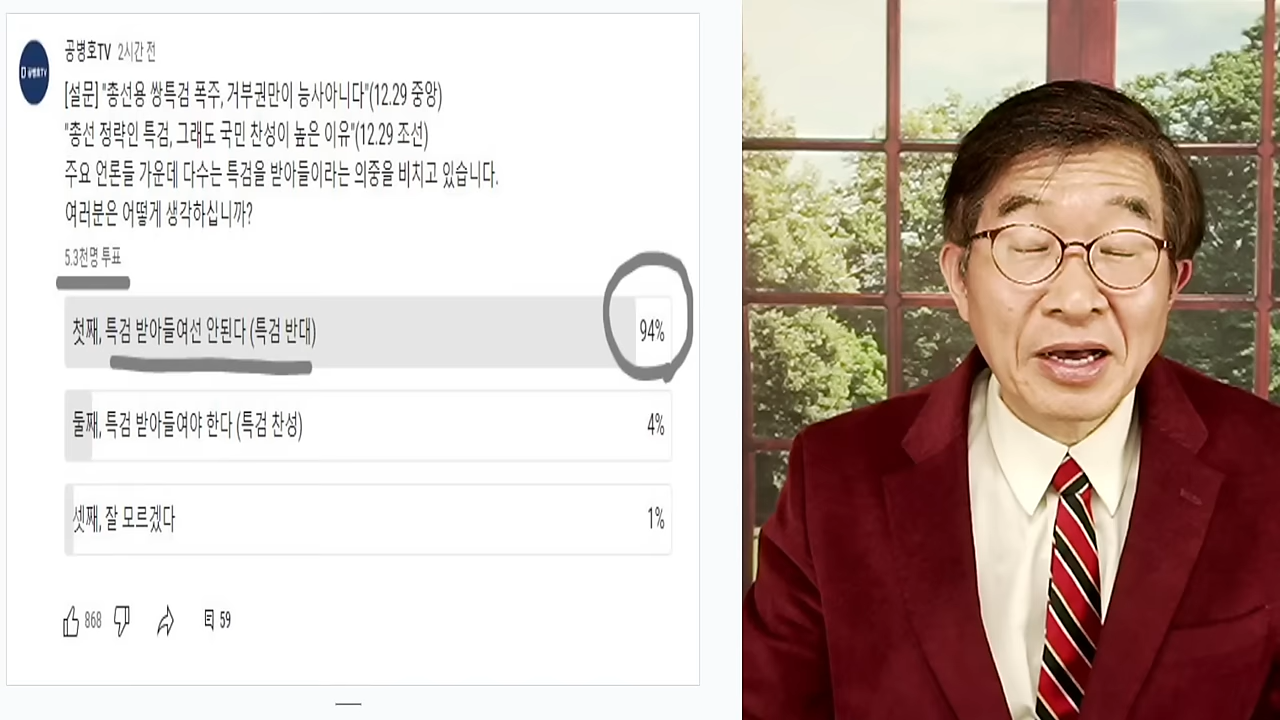 공병호TV
공병호TV 2시간 전
[설문] "총선용 쌍특검 폭주, 거부권만이 능사아니다"(12.29 중앙)
"총선 정략인 특검, 그래도 국민 찬성이 높은 이유"(12.29 조선)
주요 언론들 가운데 다수는 특검을 받아들이라는 의중을 비치고 있습니다.
여러분은 어떻게 생각하십니까?
5.3천명 투표
첫째, 특검 받아들여선 안된다 (특검 반대) 94%
둘째, 특검 받아들여야 한다 (특검 찬성) 4%
셋째, 잘 모르겠다 1%
868 59